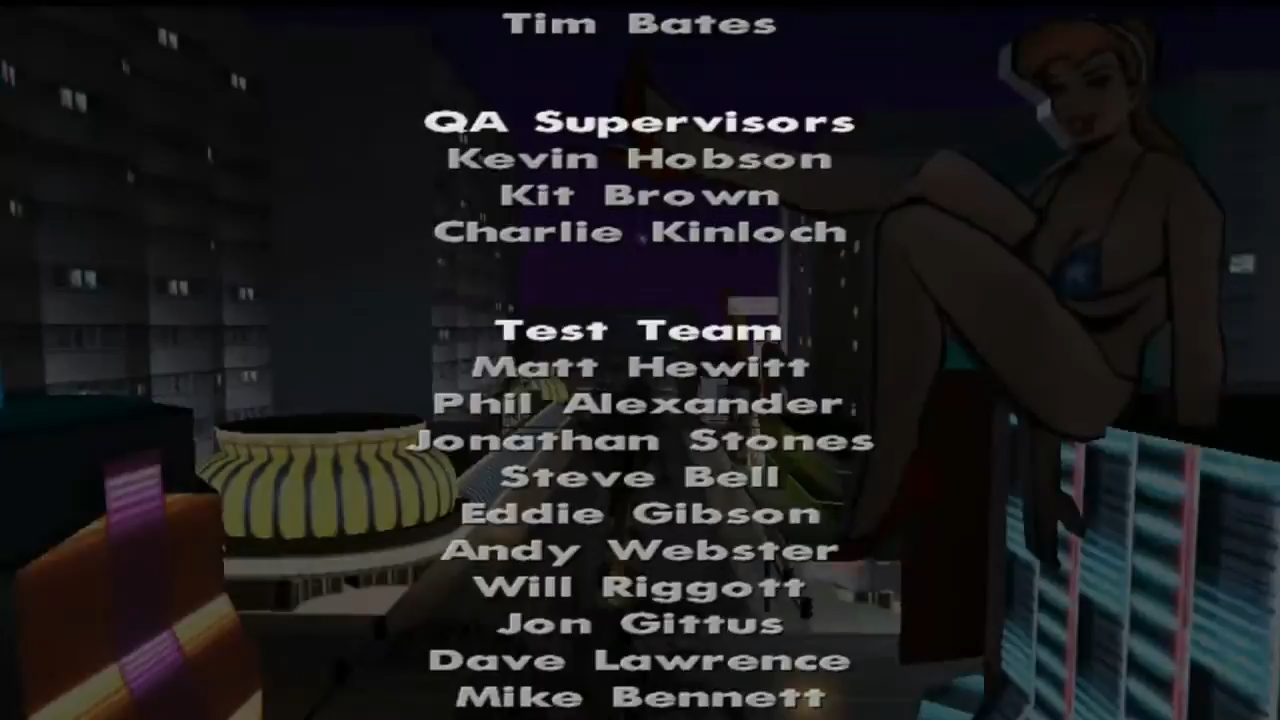 Tim Bates
QA Supervisors
Kevin Hobson
Kit Brown
Charlie Kinloch
Test Team
Matt Hewitt
Phil Alexander
Jonathan Stones
Steve Bell
Eddie Gibson
Andy Webster
Will Riggott
Jon Gittus
Dave Lawrence
Mike Bennett